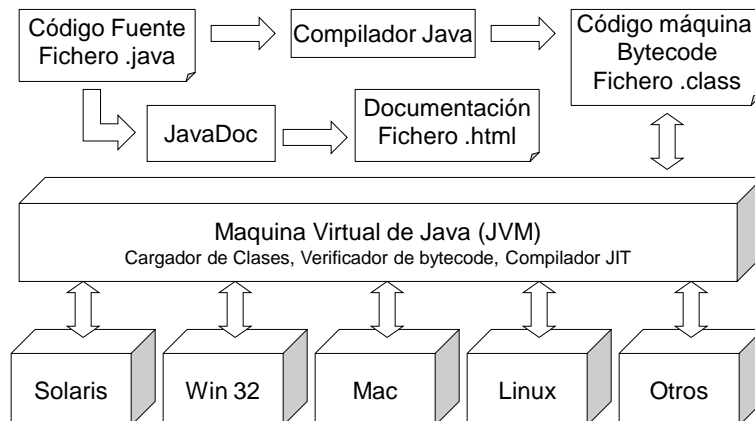 Código Fuente
Fichero .java
Compilador Java
Código máquina
Bytecode
Fichero .class
JavaDoc
Documentación
Fichero .html
Maquina Virtual de Java (JVM)
Cargador de Clases, Verificador de bytecode, Compilador JIT
Solaris
Win 32
Mac
Linux
Otros